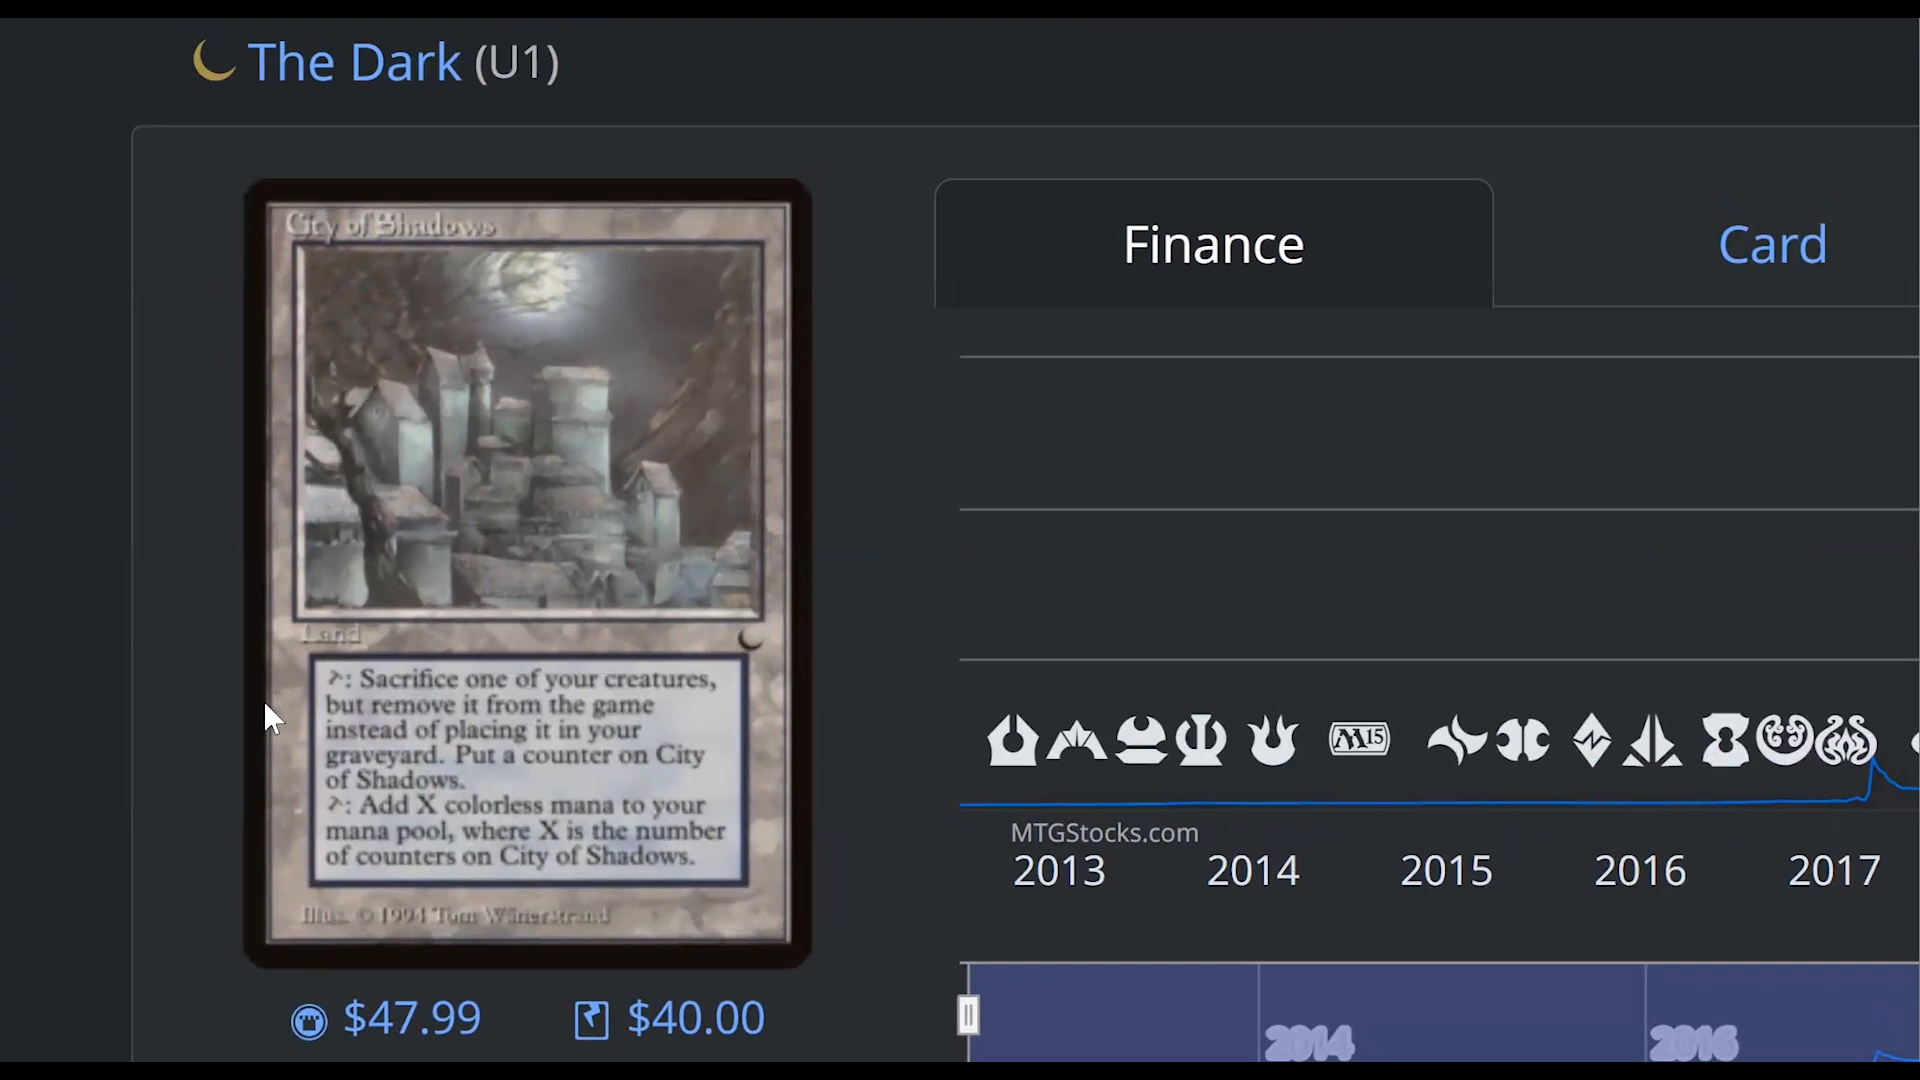 The Dark (U1)
City of Shadows
Finance
Card
Land
: Sacrifice one of your creatures,
but remove it from the game
instead of placing it in your
graveyard. Put a counter on City
of Shadows.
: Add X colorless mana to your
mana pool, where X is the number
of counters on City of Shadows.
Illus. © 1994 Tom Wänerstrand
$47.99
$40.00
M15
MTGStocks.com
2013
2014
2015
2016
2017
2014
2016